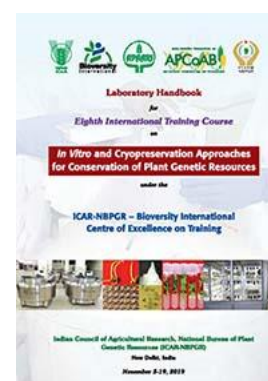 ICAR
Bioversity
International
APAARI
APCoAB
Laboratory Handbook
for
Eighth International Training Course
on
In Vitro and Cryopreservation Approaches
for Conservation of Plant Genetic Resources
under the
ICAR-NBPGR – Bioversity International
Centre of Excellence on Training
Indian Council of Agricultural Research, National Bureau of Plant
Genetic Resources (ICAR-NBPGR)
New Delhi, India
November 5-19, 2019